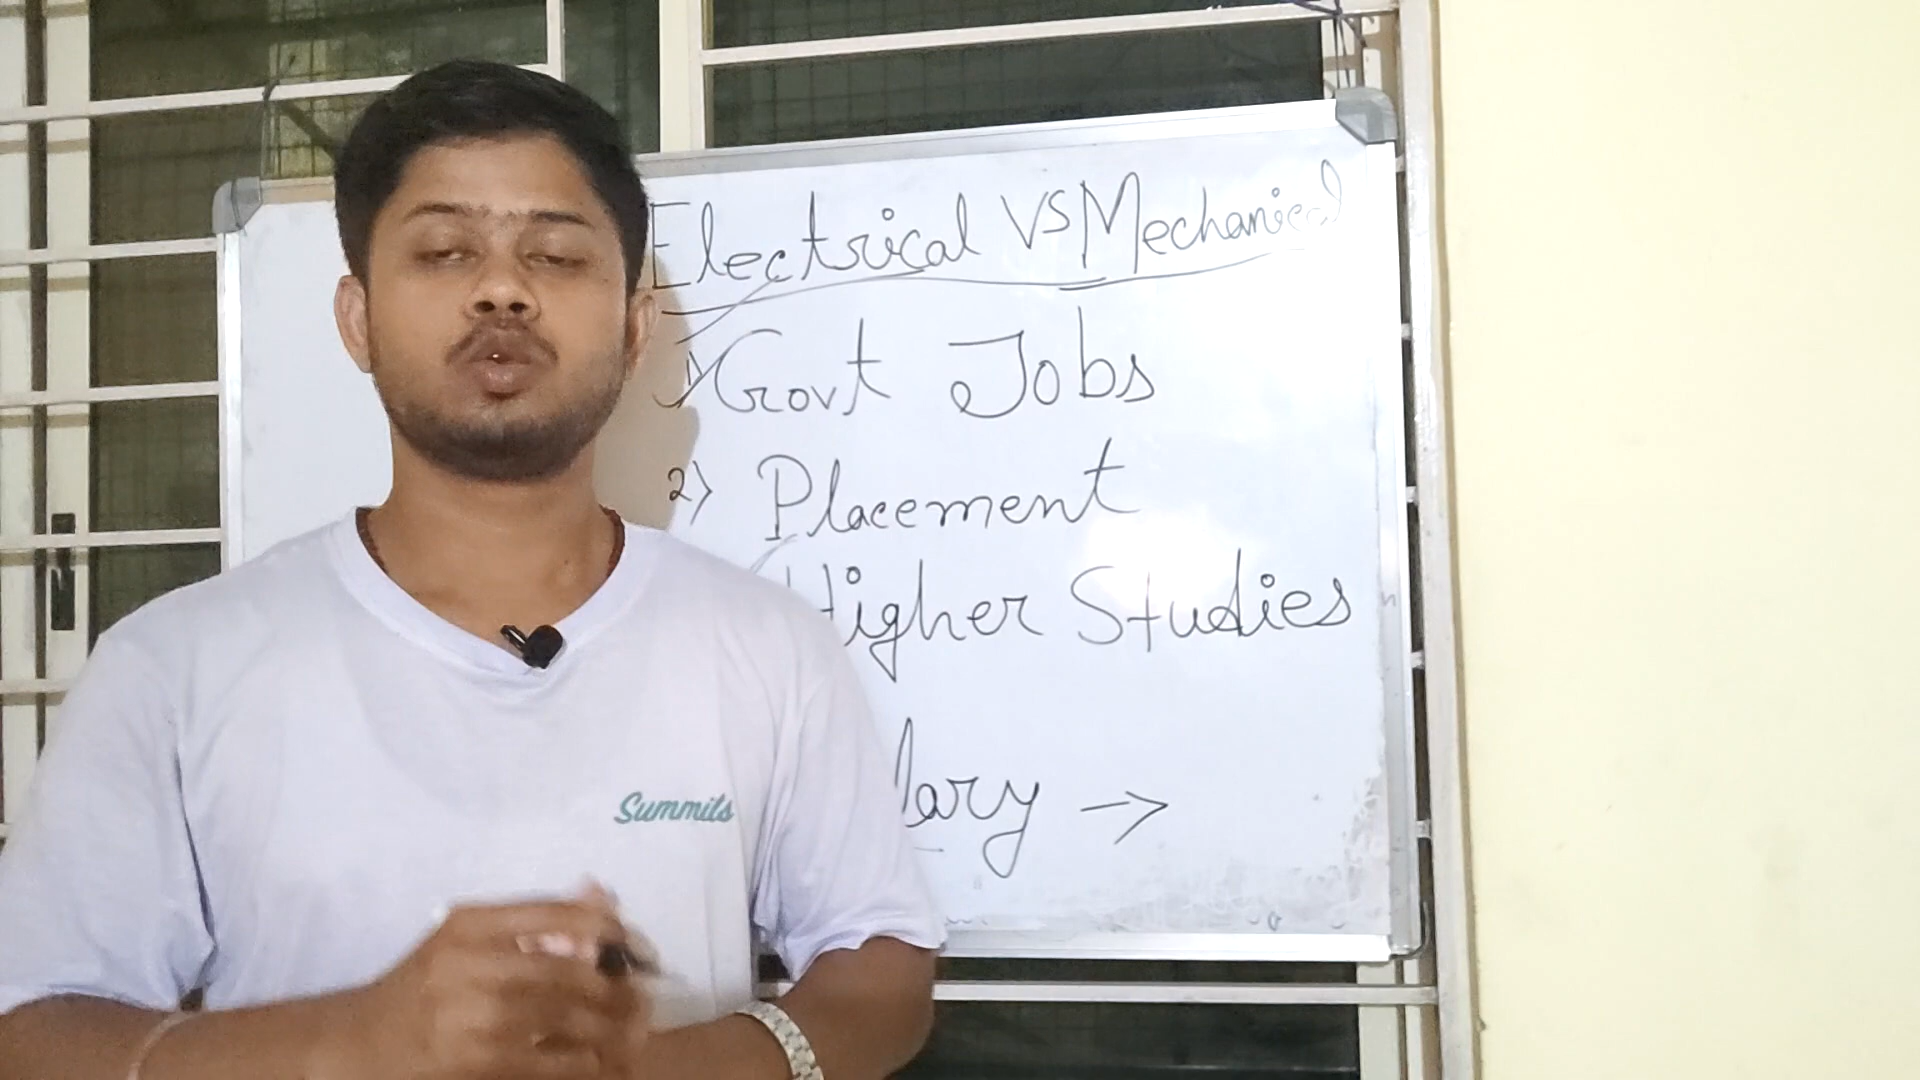 Electrical VS Mechanical
1) Govt Jobs
2) Placement
Higher Studies
lary →
Summits